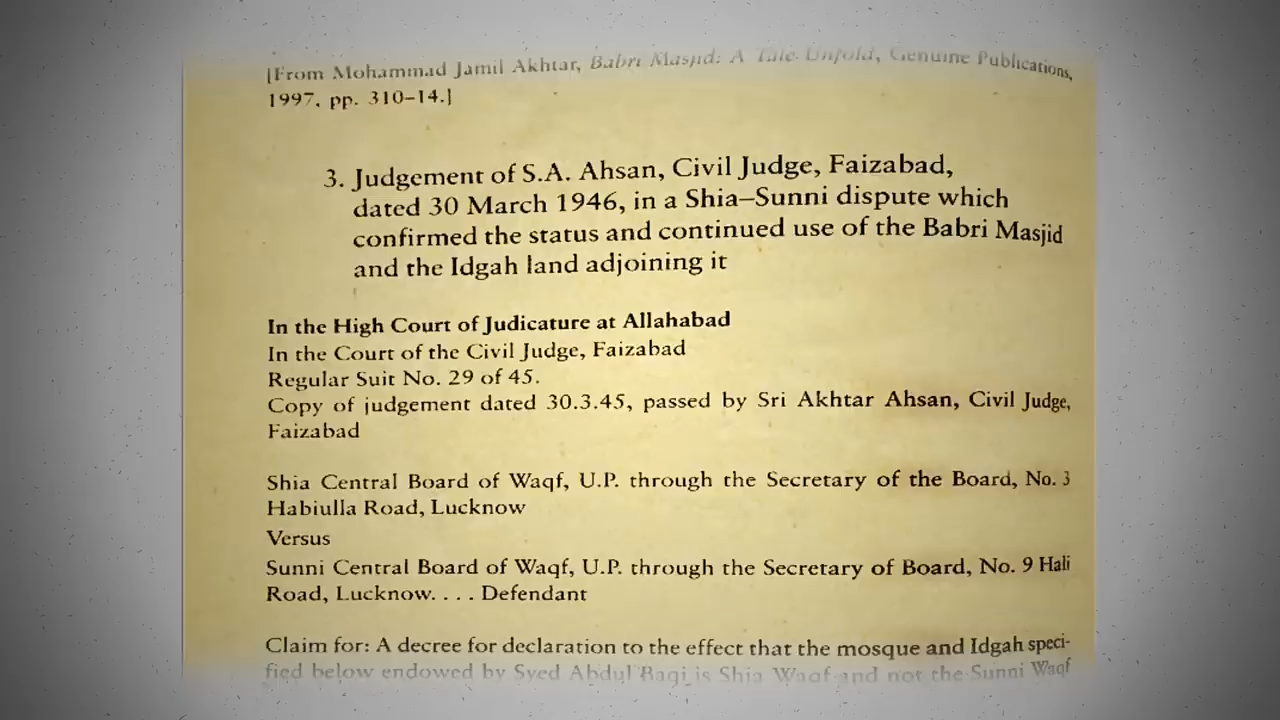 [From Mohammad Jamil Akhtar, Babri Masjid: A Tale Unfold, Genuine Publications,
1997, pp. 310–14.]
3. Judgement of S.A. Ahsan, Civil Judge, Faizabad,
dated 30 March 1946, in a Shia–Sunni dispute which
confirmed the status and continued use of the Babri Masjid
and the Idgah land adjoining it
In the High Court of Judicature at Allahabad
In the Court of the Civil Judge, Faizabad
Regular Suit No. 29 of 45.
Copy of judgement dated 30.3.45, passed by Sri Akhtar Ahsan, Civil Judge,
Faizabad
Shia Central Board of Waqf, U.P. through the Secretary of the Board, No. 3
Habiulla Road, Lucknow
Versus
Sunni Central Board of Waqf, U.P. through the Secretary of Board, No. 9 Hali
Road, Lucknow. . . . Defendant
Claim for: A decree for declaration to the effect that the mosque and Idgah speci-
fied below endowed by Syed Abdul Baqi is Shia Waqf and not the Sunni Waqf